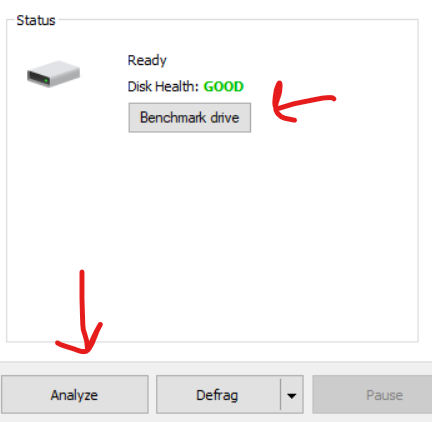 Status
Ready
Disk Health: GOOD
Benchmark drive
Analyze
Defrag
Pause